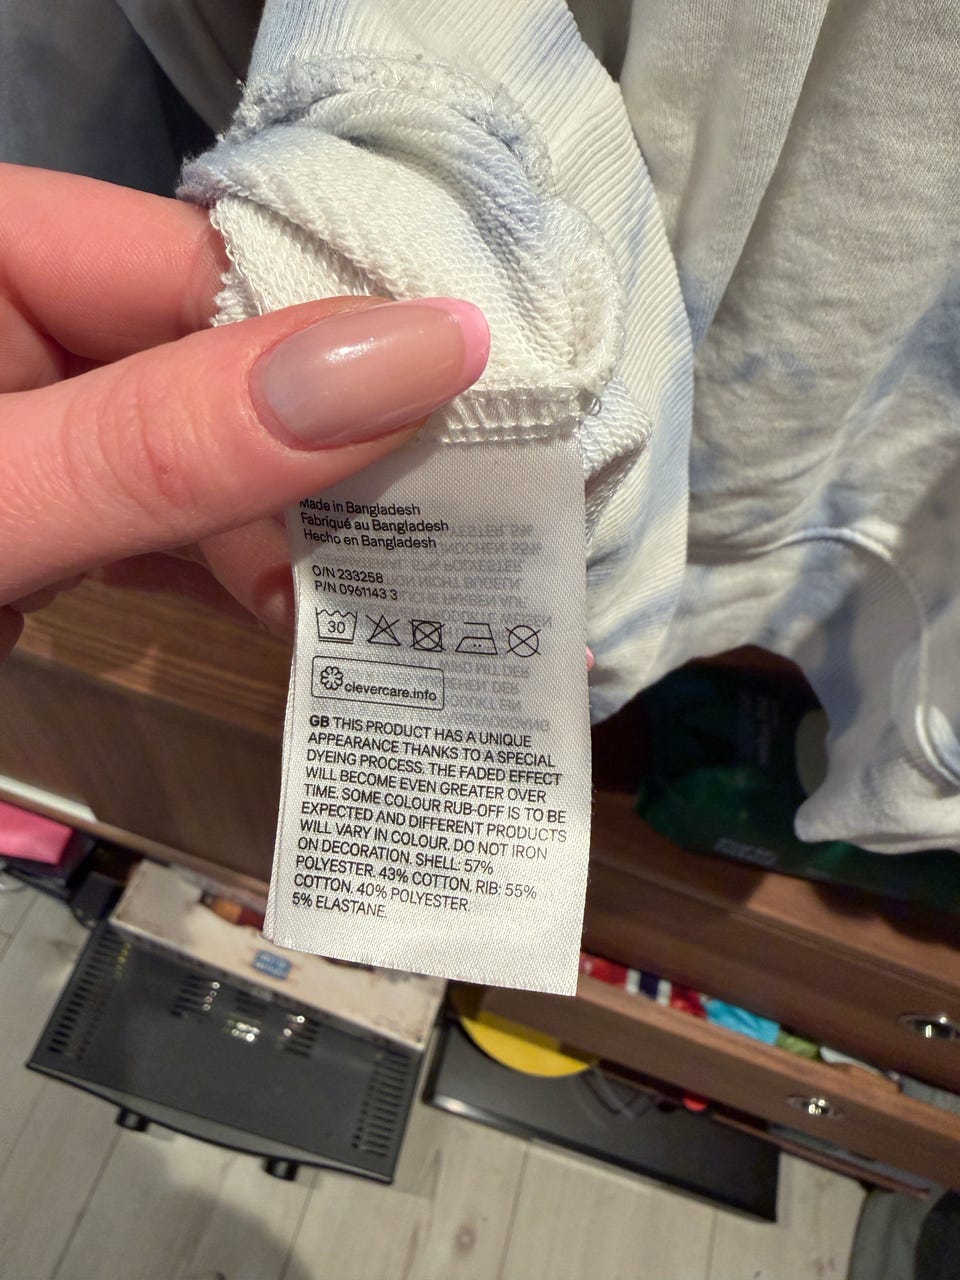 Made in Bangladesh
Fabriqué au Bangladesh
Hecho en Bangladesh
O/N 233258
P/N 0961143 3
30
clevercare.info
GB THIS PRODUCT HAS A UNIQUE
APPEARANCE THANKS TO A SPECIAL
DYEING PROCESS. THE FADED EFFECT
WILL BECOME EVEN GREATER OVER
TIME. SOME COLOUR RUB-OFF IS TO BE
EXPECTED AND DIFFERENT PRODUCTS
WILL VARY IN COLOUR. DO NOT IRON
ON DECORATION. SHELL: 57%
POLYESTER. 43% COTTON. RIB: 55%
COTTON. 40% POLYESTER.
5% ELASTANE.